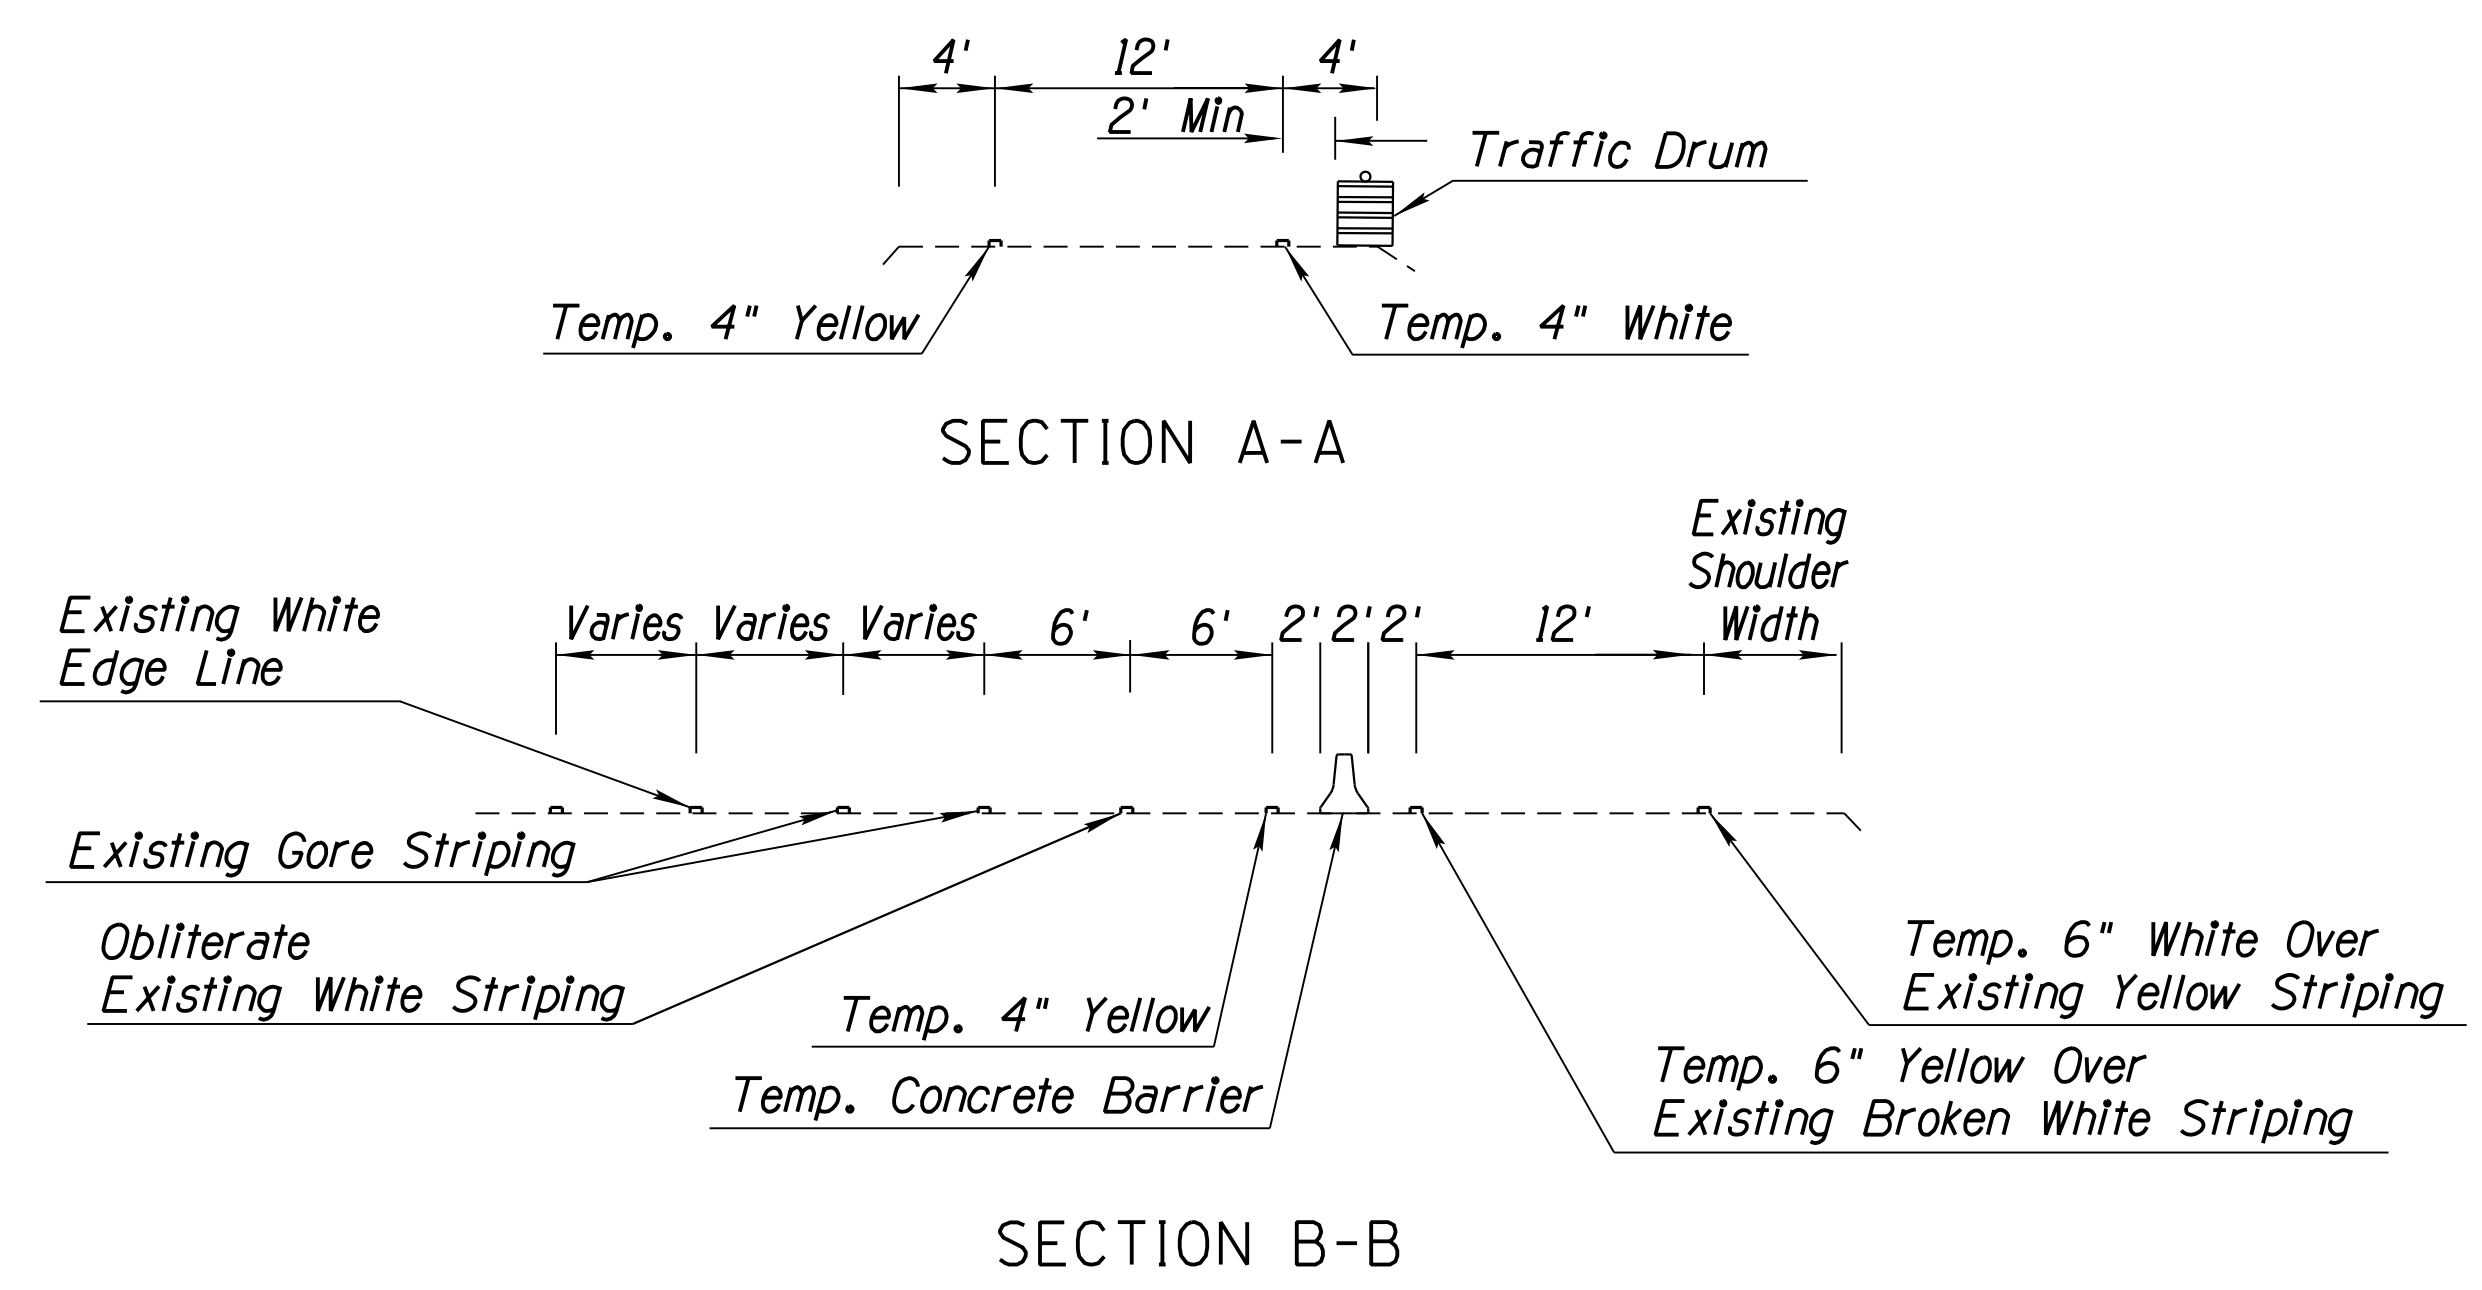 4' 12' 4'
2' Min
Traffic Drum
Temp. 4" Yellow
Temp. 4" White
SECTION A-A
Existing
Shoulder
Width
Existing White
Edge Line
Varies Varies Varies 6' 6' 2' 2' 2' 12'
Existing Gore Striping
Obliterate
Existing White Striping
Temp. 4" Yellow
Temp. Concrete Barrier
Temp. 6" White Over
Existing Yellow Striping
Temp. 6" Yellow Over
Existing Broken White Striping
SECTION B-B